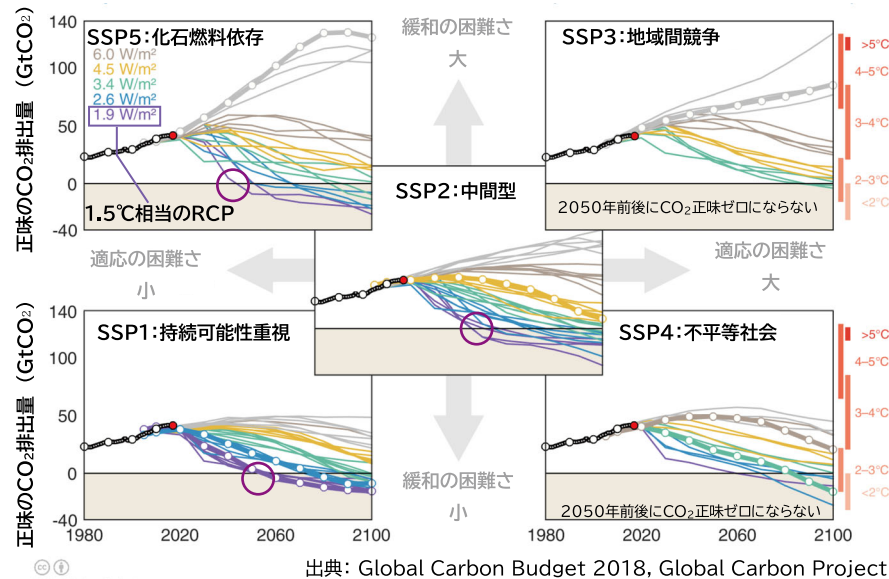 正味のCO₂排出量 (GtCO₂)
140
100
50
0
-40
SSP5:化石燃料依存
6.0 W/m²
4.5 W/m²
3.4 W/m²
2.6 W/m²
1.9 W/m²
1.5℃相当のRCP
緩和の困難さ
大
SSP3:地域間競争
2050年前後にCO₂正味ゼロにならない
1980
2020
2060
2100
>5°C
4–5°C
3–4°C
2–3°C
<2°C
SSP2:中間型
適応の困難さ
小
適応の困難さ
大
正味のCO₂排出量 (GtCO₂)
140
100
50
0
-40
SSP1:持続可能性重視
1980
2020
2060
2100
緩和の困難さ
小
SSP4:不平等社会
2050年前後にCO₂正味ゼロにならない
1980
2020
2060
2100
>5°C
4–5°C
3–4°C
2–3°C
<2°C
cc
出典: Global Carbon Budget 2018, Global Carbon Project